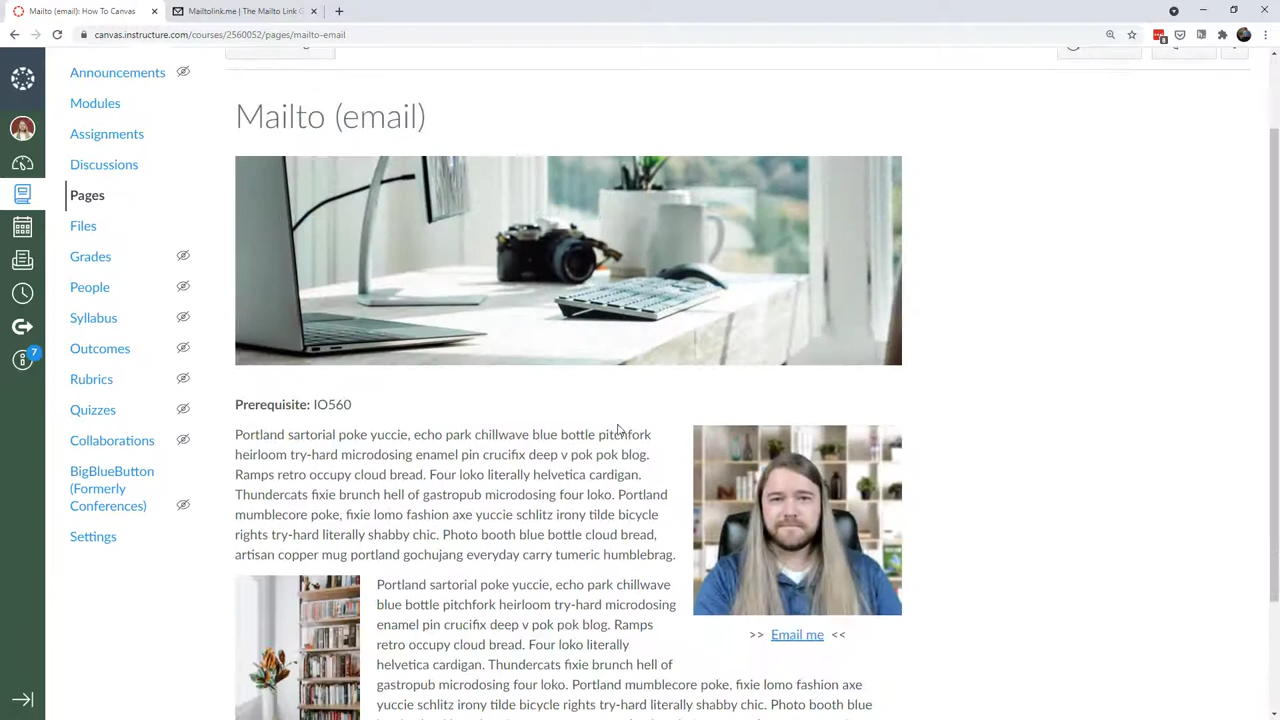 Mailto (email): How To Canvas
Mailtolink.me | The Mailto Link G
canvas.instructure.com/courses/2560052/pages/mailto-email
Announcements
Modules
Assignments
Discussions
Pages
Files
Grades
People
Syllabus
Outcomes
Rubrics
Quizzes
Collaborations
BigBlueButton
(Formerly
Conferences)
Settings
7
Mailto (email)
Prerequisite: IO560
Portland sartorial poke yuccie, echo park chillwave blue bottle pitchfork
heirloom try-hard microdosing enamel pin crucifix deep v pok pok blog.
Ramps retro occupy cloud bread. Four loko literally helvetica cardigan.
Thundercats fixie brunch hell of gastropub microdosing four loko. Portland
mumblecore poke, fixie lomo fashion axe yuccie schlitz irony tilde bicycle
rights try-hard literally shabby chic. Photo booth blue bottle cloud bread,
artisan copper mug portland gochujang everyday carry tumeric humblebrag.
Portland sartorial poke yuccie, echo park chillwave
blue bottle pitchfork heirloom try-hard microdosing
enamel pin crucifix deep v pok pok blog. Ramps
retro occupy cloud bread. Four loko literally
helvetica cardigan. Thundercats fixie brunch hell of
gastropub microdosing four loko. Portland mumblecore poke, fixie lomo fashion axe
yuccie schlitz irony tilde bicycle rights try-hard literally shabby chic. Photo booth blue
>> Email me <<